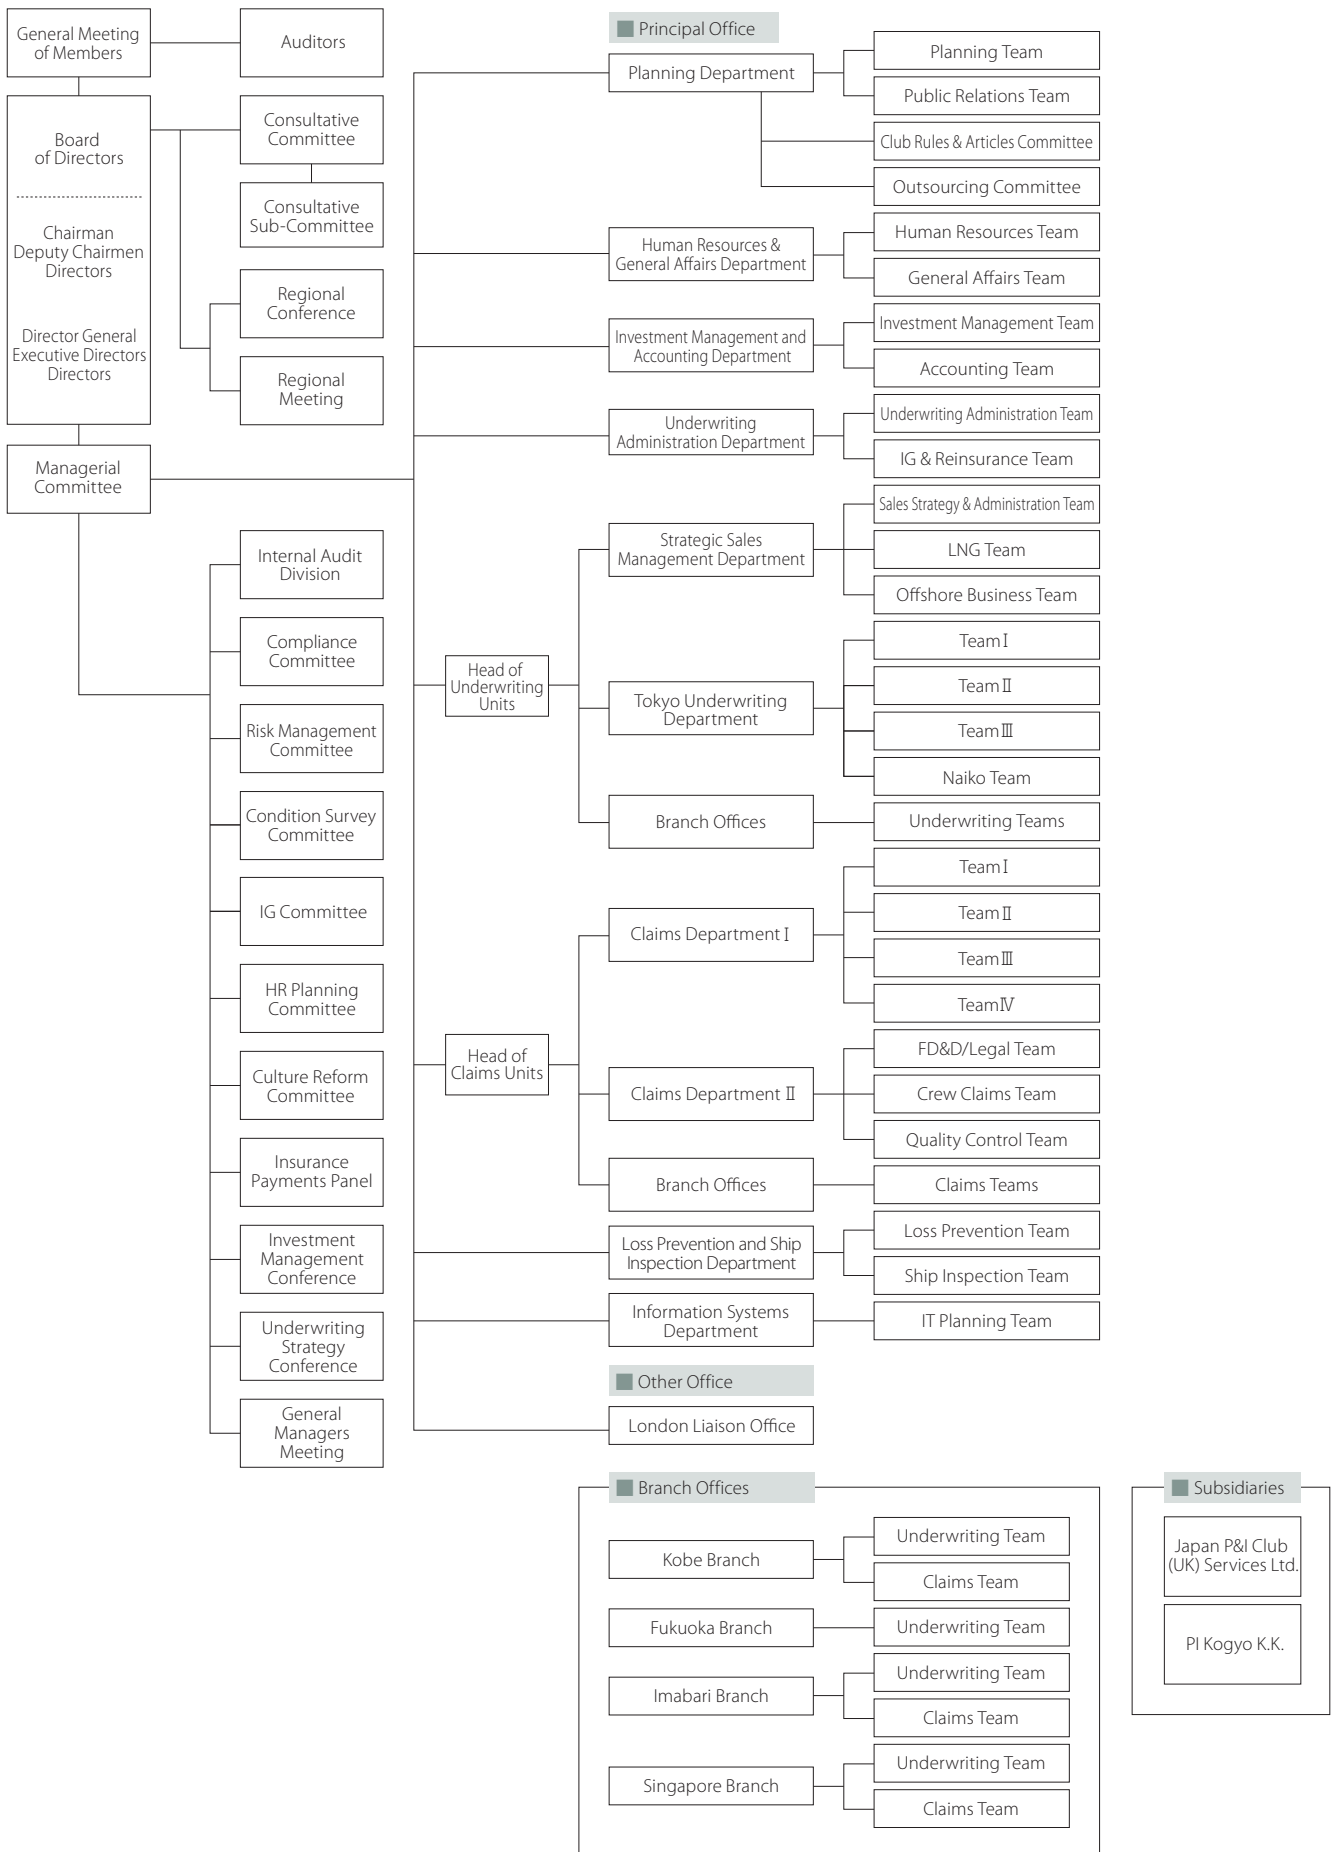 General Meeting
of Members
Auditors
Board
of Directors
Chairman
Deputy Chairmen
Directors
Director General
Executive Directors
Directors
Consultative
Committee
Consultative
Sub-Committee
Regional
Conference
Regional
Meeting
Managerial
Committee
Internal Audit
Division
Compliance
Committee
Risk Management
Committee
Condition Survey
Committee
IG Committee
HR Planning
Committee
Culture Reform
Committee
Insurance
Payments Panel
Investment
Management
Conference
Underwriting
Strategy
Conference
General
Managers
Meeting
Principal Office
Planning Department
Planning Team
Public Relations Team
Club Rules & Articles Committee
Outsourcing Committee
Human Resources &
General Affairs Department
Human Resources Team
General Affairs Team
Investment Management and
Accounting Department
Investment Management Team
Accounting Team
Underwriting
Administration Department
Underwriting Administration Team
IG & Reinsurance Team
Head of
Underwriting
Units
Strategic Sales
Management Department
Sales Strategy & Administration Team
LNG Team
Offshore Business Team
Tokyo Underwriting
Department
Team Ⅰ
Team Ⅱ
Team Ⅲ
Naiko Team
Branch Offices
Underwriting Teams
Head of
Claims Units
Claims Department Ⅰ
Team Ⅰ
Team Ⅱ
Team Ⅲ
Team Ⅳ
Claims Department Ⅱ
FD&D/Legal Team
Crew Claims Team
Quality Control Team
Branch Offices
Claims Teams
Loss Prevention and Ship
Inspection Department
Loss Prevention Team
Ship Inspection Team
Information Systems
Department
IT Planning Team
Other Office
London Liaison Office
Branch Offices
Kobe Branch
Underwriting Team
Claims Team
Fukuoka Branch
Underwriting Team
Imabari Branch
Underwriting Team
Claims Team
Singapore Branch
Underwriting Team
Claims Team
Subsidiaries
Japan P&I Club
(UK) Services Ltd.
PI Kogyo K.K.